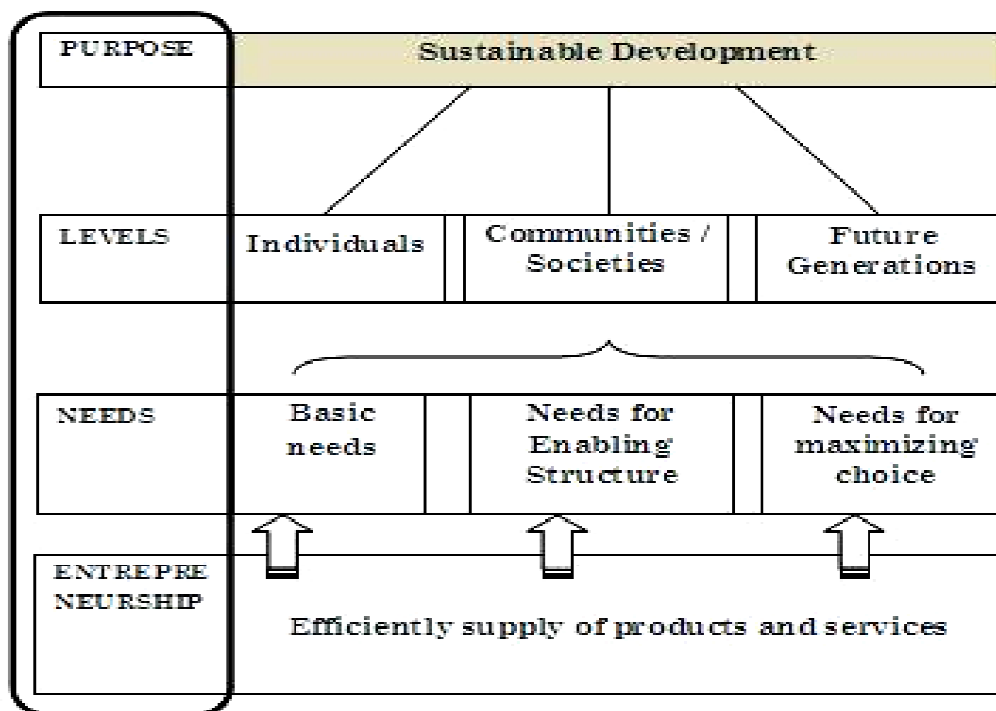 PURPOSE
Sustainable Development
LEVELS
Individuals
Communities /
Societies
Future
Generations
NEEDS
Basic
needs
Needs for
Enabling
Structure
Needs for
maximizing
choice
ENTREPRE
NEURSHIP
Efficiently supply of products and services